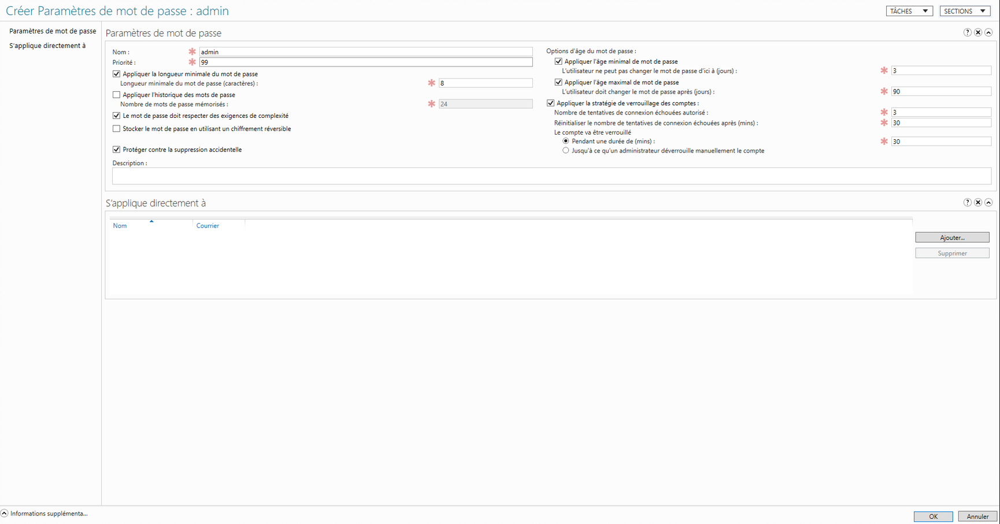 Créer Paramètres de mot de passe : admin
TÂCHES
SECTIONS
Paramètres de mot de passe
S'applique directement à
Paramètres de mot de passe
Nom :
admin
Priorité :
99
Appliquer la longueur minimale du mot de passe
Longueur minimale du mot de passe (caractères) :
8
Appliquer l'historique des mots de passe
Nombre de mots de passe mémorisés :
24
Le mot de passe doit respecter des exigences de complexité
Stocker le mot de passe en utilisant un chiffrement réversible
Protéger contre la suppression accidentelle
Options d'âge du mot de passe :
Appliquer l'âge minimal de mot de passe
L'utilisateur ne peut pas changer le mot de passe d'ici à (jours) :
3
Appliquer l'âge maximal de mot de passe
L'utilisateur doit changer le mot de passe après (jours) :
90
Appliquer la stratégie de verrouillage des comptes :
Nombre de tentatives de connexion échouées autorisé :
3
Réinitialiser le nombre de tentatives de connexion échouées après (mins) :
30
Le compte va être verrouillé
Pendant une durée de (mins) :
30
Jusqu'à ce qu'un administrateur déverrouille manuellement le compte
Description :
S'applique directement à
Nom
Courrier
Ajouter...
Supprimer
Informations supplémenta...
OK
Annuler